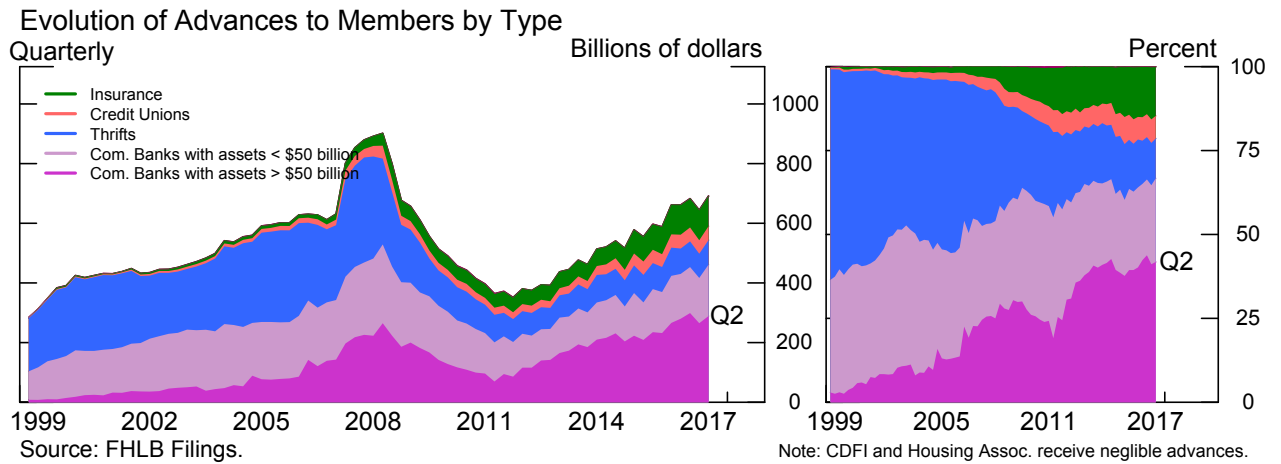 Evolution of Advances to Members by Type
Quarterly
Billions of dollars
Percent
Insurance
Credit Unions
Thrifts
Com. Banks with assets < $50 billion
Com. Banks with assets > $50 billion
1000
800
600
400
200
0
Q2
1999 2002 2005 2008 2011 2014 2017
100
75
50
25
0
Q2
1999 2005 2011 2017
Source: FHLB Filings.
Note: CDFI and Housing Assoc. receive neglible advances.